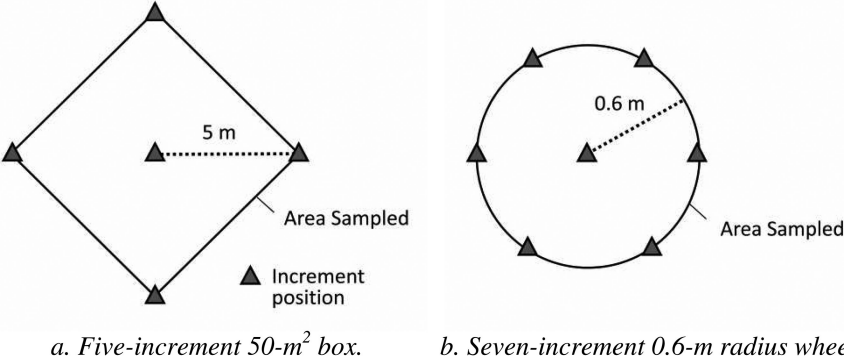 5 m
Area Sampled
Increment
position
a. Five-increment 50-m² box.
0.6 m
Area Sampled
b. Seven-increment 0.6-m radius whee